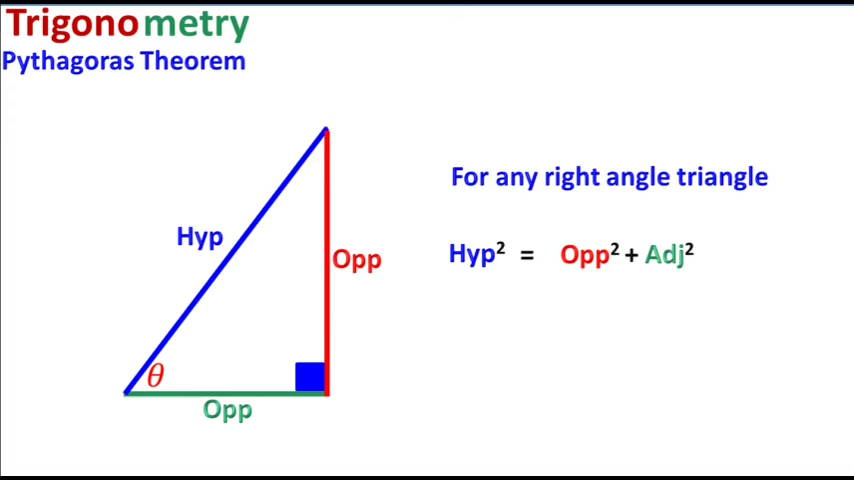 Trigonometry
Pythagoras Theorem
For any right angle triangle
Hyp
Hyp² = Opp² + Adj²
Opp
θ
Opp